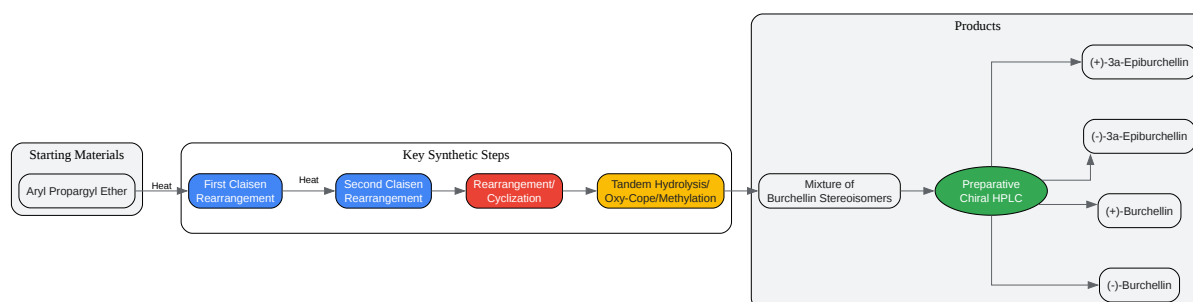 Starting Materials
Aryl Propargyl Ether
Heat
Key Synthetic Steps
First Claisen
Rearrangement
Heat
Second Claisen
Rearrangement
Rearrangement/
Cyclization
Tandem Hydrolysis/
Oxy-Cope/Methylation
Products
Mixture of
Burchellin Stereoisomers
Preparative
Chiral HPLC
(+)-3a-Epiburchellin
(-)-3a-Epiburchellin
(+)-Burchellin
(-)-Burchellin